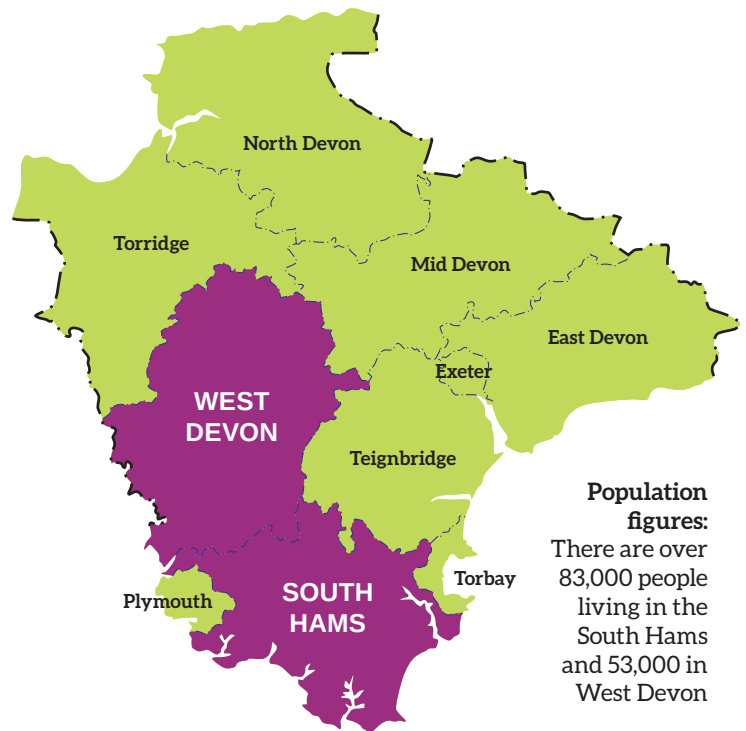 North Devon
Torridge
Mid Devon
East Devon
Exeter
WEST
DEVON
Teignbridge
Population
figures:
There are over
83,000 people
living in the
South Hams
and 53,000 in
West Devon
Torbay
SOUTH
HAMS
Plymouth